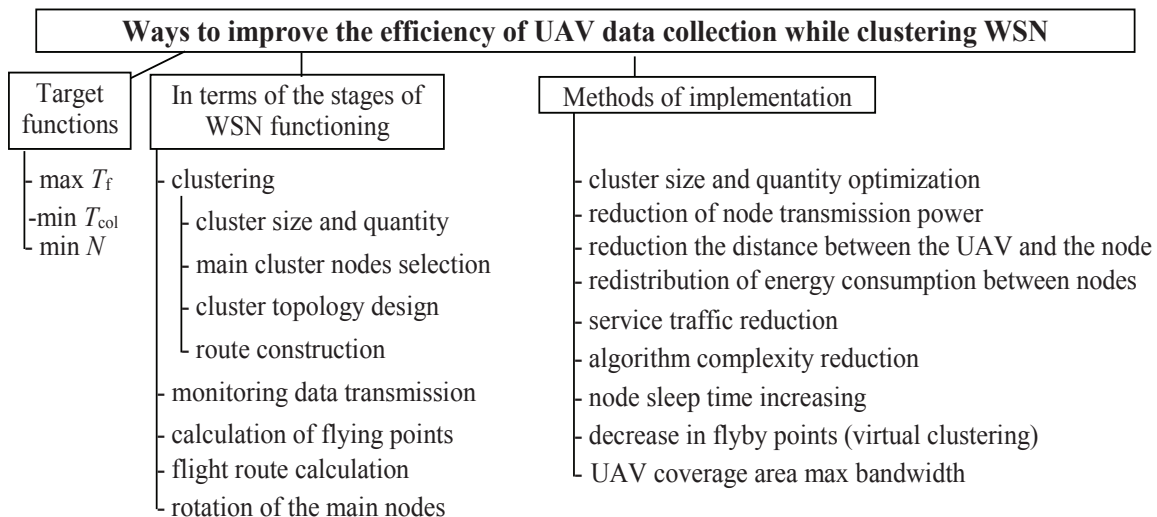 Ways to improve the efficiency of UAV data collection while clustering WSN
Target
functions
- max Tf
-min Tcol
- min N
In terms of the stages of
WSN functioning
- clustering
- cluster size and quantity
- main cluster nodes selection
- cluster topology design
- route construction
- monitoring data transmission
- calculation of flying points
- flight route calculation
- rotation of the main nodes
Methods of implementation
- cluster size and quantity optimization
- reduction of node transmission power
- reduction the distance between the UAV and the node
- redistribution of energy consumption between nodes
- service traffic reduction
- algorithm complexity reduction
- node sleep time increasing
- decrease in flyby points (virtual clustering)
- UAV coverage area max bandwidth